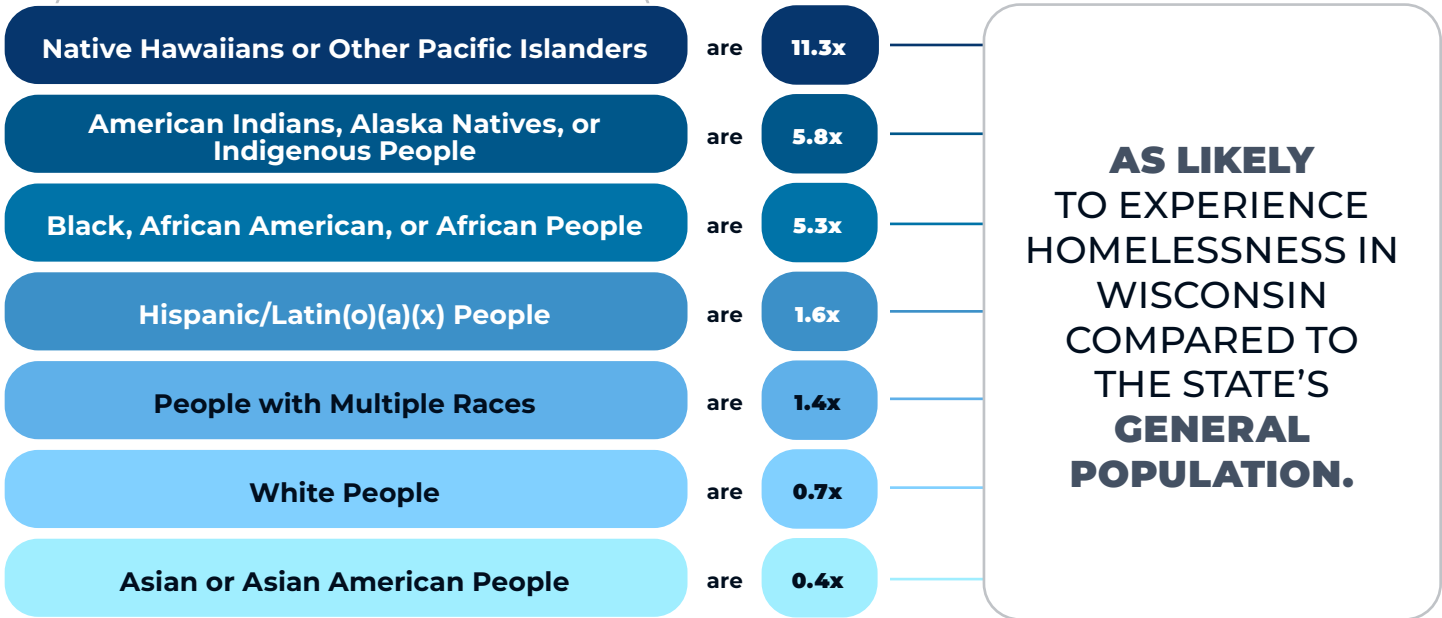 Native Hawaiians or Other Pacific Islanders are 11.3x
American Indians, Alaska Natives, or
Indigenous People are 5.8x
Black, African American, or African People are 5.3x
Hispanic/Latin(o)(a)(x) People are 1.6x
People with Multiple Races are 1.4x
White People are 0.7x
Asian or Asian American People are 0.4x
AS LIKELY
TO EXPERIENCE
HOMELESSNESS IN
WISCONSIN
COMPARED TO
THE STATE'S
GENERAL
POPULATION.